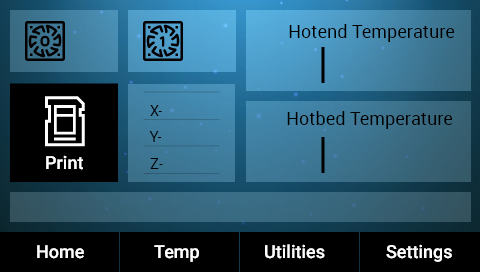 0
1
Hotend Temperature
Print
X-
Y-
Z-
Hotbed Temperature
Home
Temp
Utilities
Settings